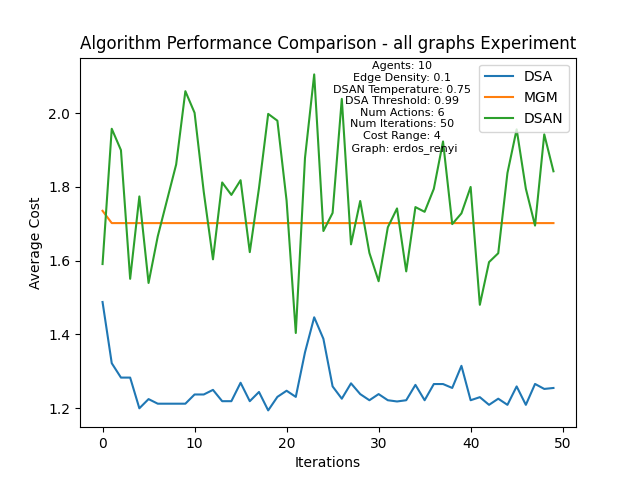 Algorithm Performance Comparison - all graphs Experiment
Agents: 10
Edge Density: 0.1
DSAN Temperature: 0.75
DSA Threshold: 0.99
Num Actions: 6
Num Iterations: 50
Cost Range: 4
Graph: erdos_renyi
DSA
MGM
DSAN
Average Cost
2.0
1.8
1.6
1.4
1.2
0 10 20 30 40 50
Iterations